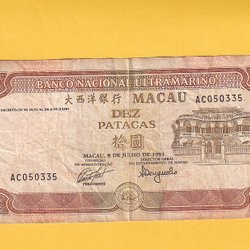 BANCO NACIONAL ULTRAMARINO
大西洋銀行 MACAU AC050335
DEZ
PATACAS
拾圓
MACAU, 8 DE JULHO DE 1991
AC050335